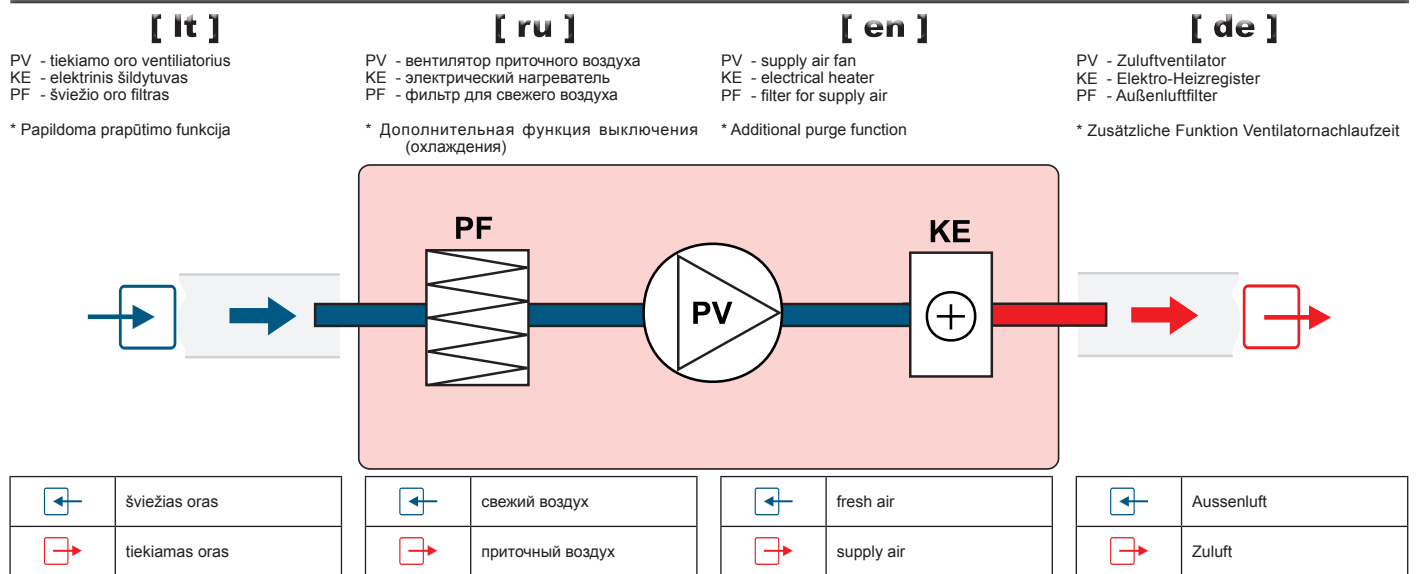 [ lt ]
PV - tiekiamo oro ventiliatorius
KE - elektrinis šildytuvas
PF - šviežio oro filtras
* Papildoma prapūtimo funkcija
[ ru ]
PV - вентилятор приточного воздуха
KE - электрический нагреватель
PF - фильтр для свежего воздуха
* Дополнительная функция выключения
(охлаждения)
[ en ]
PV - supply air fan
KE - electrical heater
PF - filter for supply air
* Additional purge function
[ de ]
PV - Zuluftventilator
KE - Elektro-Heizregister
PF - Außenluftfilter
* Zusätzliche Funktion Ventilatornachlaufzeit
PF
PV
KE
šviežias oras
tiekiamas oras
свежий воздух
приточный воздух
fresh air
supply air
Aussenluft
Zuluft